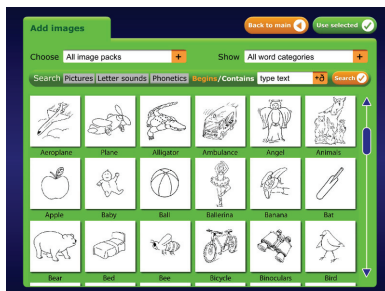 Add images
Back to main
Use selected
Choose All image packs + Show All word categories +
Search Pictures Letter sounds Phonetics Begins/Contains type text +ð Search
Aeroplane Plane Alligator Ambulance Angel Animals
Apple Baby Ball Ballerina Banana Bat
Bear Bed Bee Bicycle Binoculars Bird